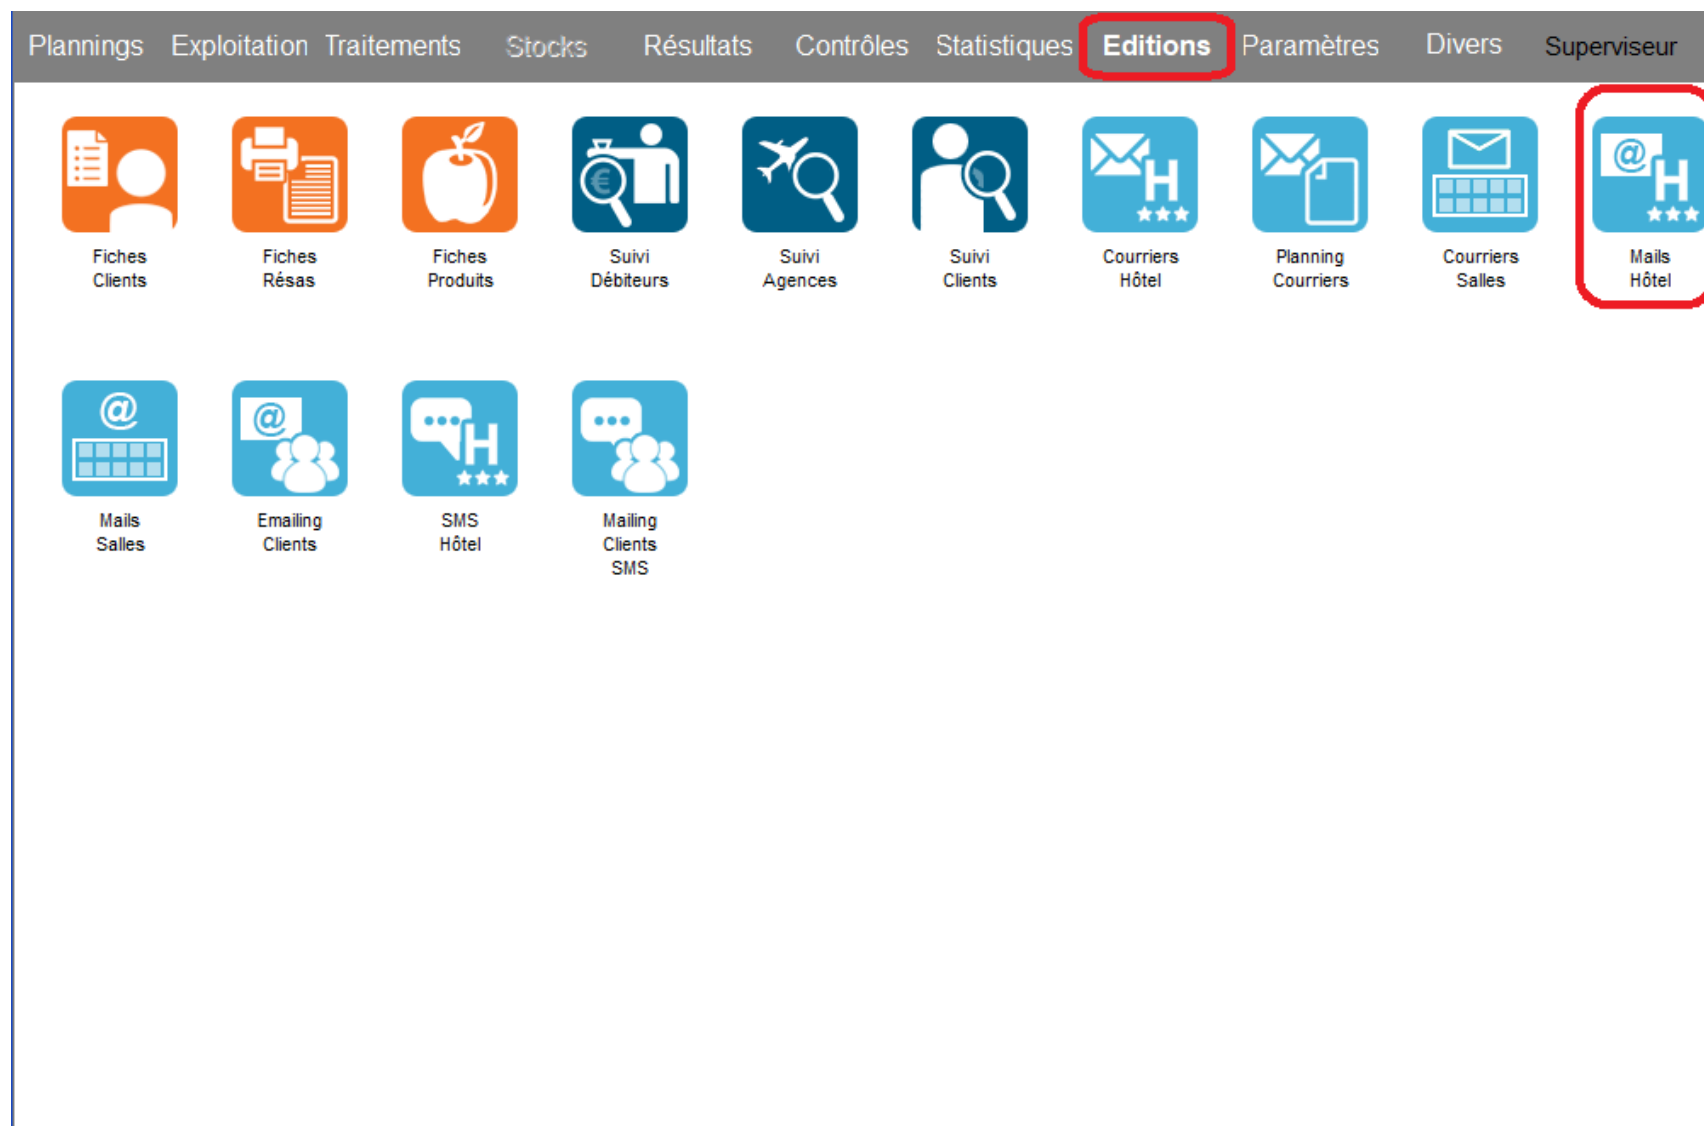 Plannings Exploitation Traitements Stocks Résultats Contrôles Statistiques Editions Paramètres Divers Superviseur
@
€
H
H
Fiches Fiches Fiches Suivi Suivi Suivi Courriers Planning Courriers Mails
Clients Résas Produits Débiteurs Agences Clients Hôtel Courriers Salles Hôtel
@ @
H
Mails Emailing SMS Mailing
Salles Clients Hôtel Clients
SMS